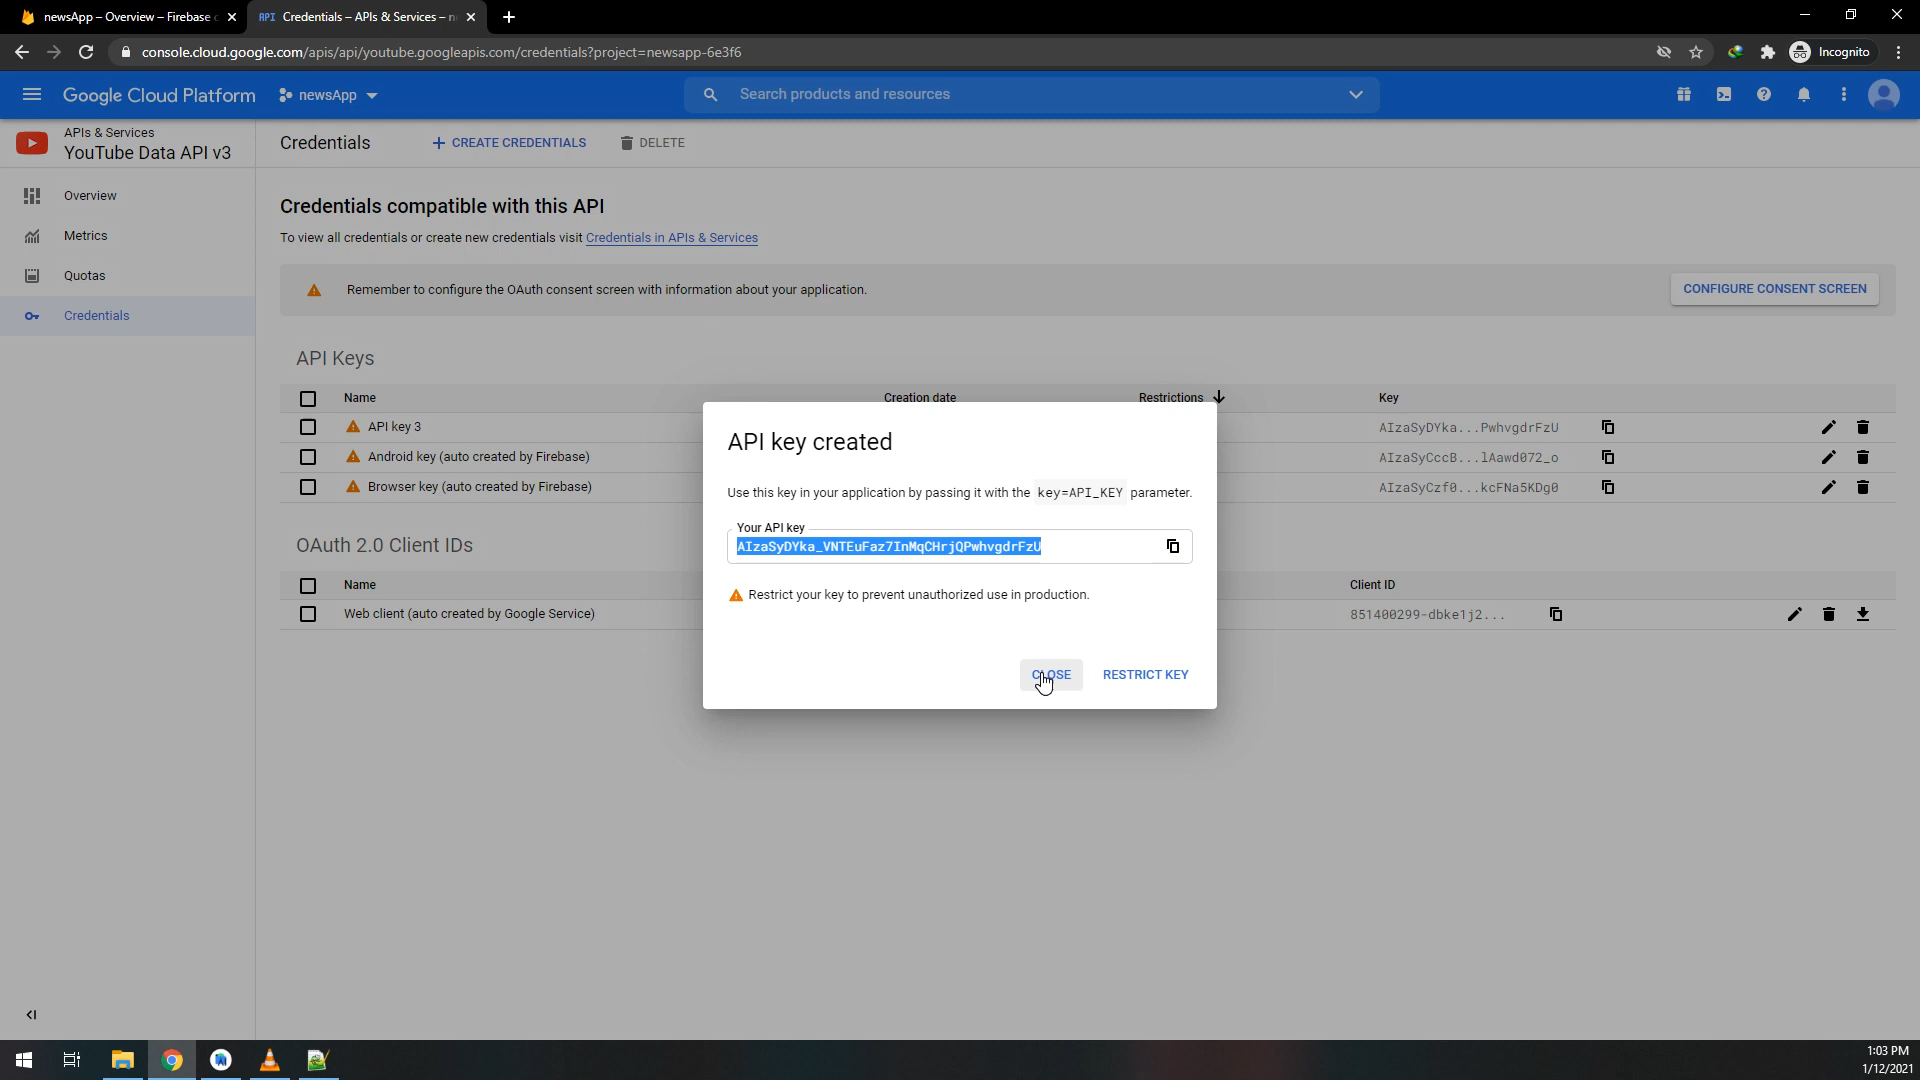 newsApp – Overview – Firebase c
Credentials – APIs & Services – n
console.cloud.google.com/apis/api/youtube.googleapis.com/credentials?project=newsapp-6e3f6
Incognito
Google Cloud Platform
newsApp
Search products and resources
APIs & Services
YouTube Data API v3
Credentials
CREATE CREDENTIALS
DELETE
Overview
Metrics
Quotas
Credentials
Credentials compatible with this API
To view all credentials or create new credentials visit Credentials in APIs & Services
Remember to configure the OAuth consent screen with information about your application.
CONFIGURE CONSENT SCREEN
API Keys
Name
Creation date
Restrictions
Key
API key 3
AIzaSyDYka...PwhvgdrFzU
Android key (auto created by Firebase)
AIzaSyCccB...lAawd072_o
Browser key (auto created by Firebase)
AIzaSyCzf0...kcFNa5KDg0
OAuth 2.0 Client IDs
Name
Client ID
Web client (auto created by Google Service)
851400299-dbke1j2...
API key created
Use this key in your application by passing it with the key=API_KEY parameter.
Your API key
AIzaSyDYka_VNTEuFaz7InMqCHrjQPwhvgdrFzU
Restrict your key to prevent unauthorized use in production.
CLOSE
RESTRICT KEY
1:03 PM
1/12/2021